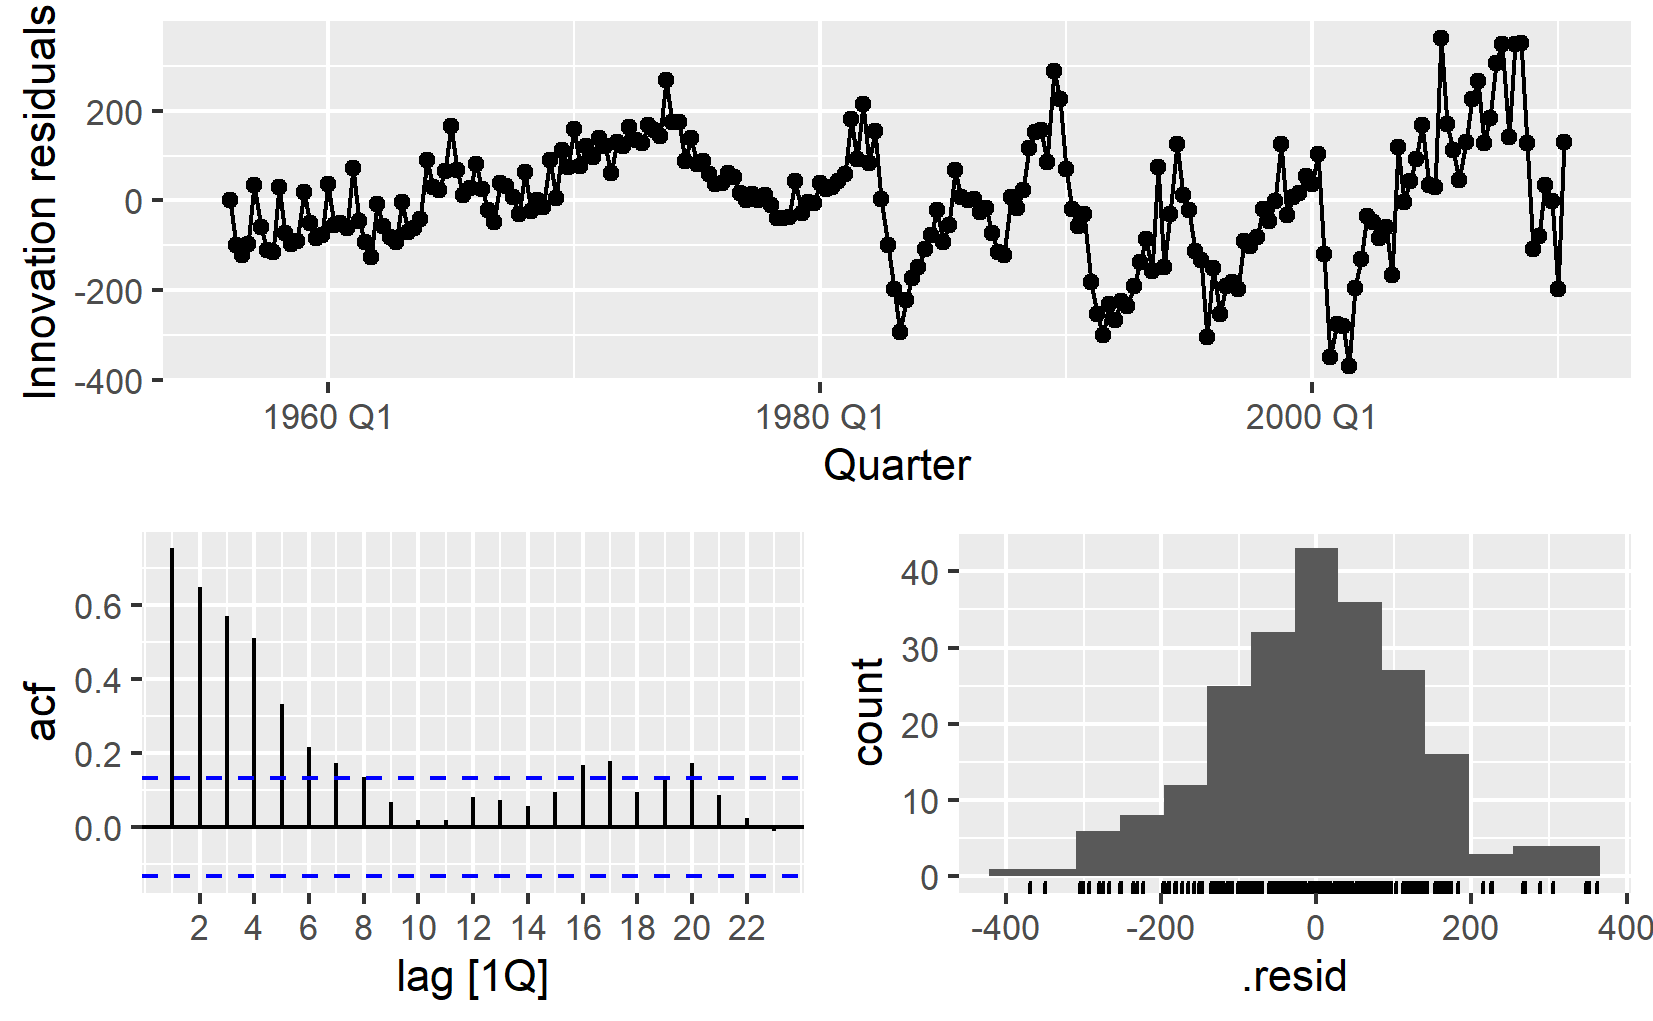 Innovation residuals
200
0
-200
-400
1960 Q1 1980 Q1 2000 Q1
Quarter
acf
0.6
0.4
0.2
0.0
2 4 6 8 10 12 14 16 18 20 22
lag [1Q]
count
40
30
20
10
0
-400 -200 0 200 400
.resid